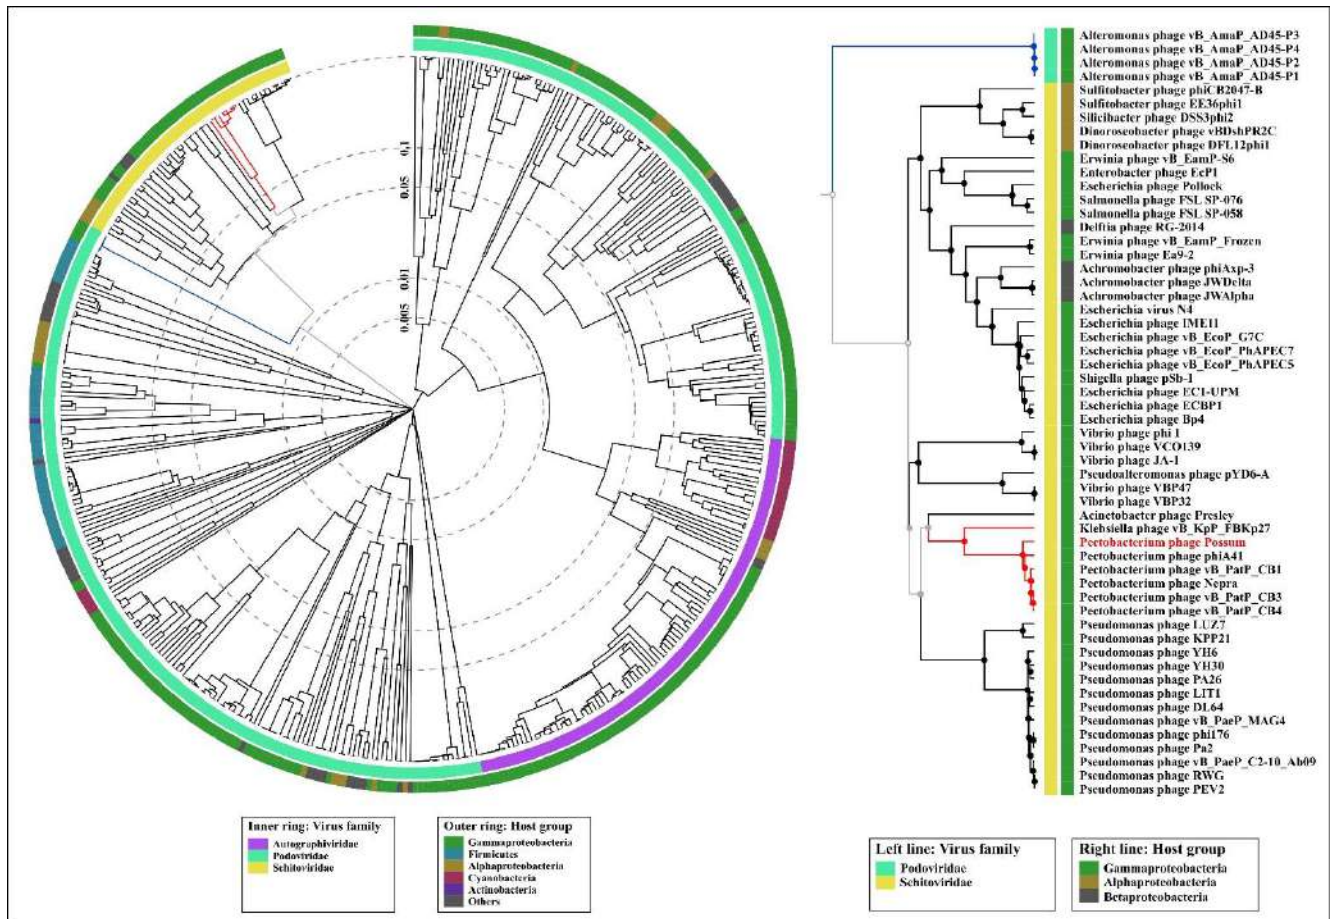 0.1
0.05
0.01
0.005
Inner ring: Virus family
Autographiviridae
Podoviridae
Schitoviridae
Outer ring: Host group
Gammaproteobacteria
Firmicutes
Alphaproteobacteria
Cyanobacteria
Actinobacteria
Others
Alteromonas phage vB_AmaP_AD45-P3
Alteromonas phage vB_AmaP_AD45-P4
Alteromonas phage vB_AmaP_AD45-P2
Alteromonas phage vB_AmaP_AD45-P1
Sulfitobacter phage phiCB2047-B
Sulfitobacter phage EE36phi1
Silicibacter phage DSS3phi2
Dinoroseobacter phage vBDshPR2C
Dinoroseobacter phage DFL12phi1
Erwinia phage vB_EamP-S6
Enterobacter phage EcP1
Escherichia phage Pollock
Salmonella phage FSL SP-076
Salmonella phage FSL SP-058
Delftia phage RG-2014
Erwinia phage vB_EamP_Frozen
Erwinia phage Ea9-2
Achromobacter phage phiAxp-3
Achromobacter phage JWDelta
Achromobacter phage JWAlpha
Escherichia virus N4
Escherichia phage IME11
Escherichia phage vB_EcoP_G7C
Escherichia phage vB_EcoP_PhAPEC7
Escherichia phage vB_EcoP_PhAPEC5
Shigella phage pSb-1
Escherichia phage EC1-UPM
Escherichia phage ECBP1
Escherichia phage Bp4
Vibrio phage phi 1
Vibrio phage VCO139
Vibrio phage JA-1
Pseudoalteromonas phage pYD6-A
Vibrio phage VBP47
Vibrio phage VBP32
Acinetobacter phage Presley
Klebsiella phage vB_KpP_FBKp27
Pectobacterium phage Possum
Pectobacterium phage phiA41
Pectobacterium phage vB_PatP_CB1
Pectobacterium phage Nepra
Pectobacterium phage vB_PatP_CB3
Pectobacterium phage vB_PatP_CB4
Pseudomonas phage LUZ7
Pseudomonas phage KPP21
Pseudomonas phage YH6
Pseudomonas phage YH30
Pseudomonas phage PA26
Pseudomonas phage LIT1
Pseudomonas phage DL64
Pseudomonas phage vB_PaeP_MAG4
Pseudomonas phage phi176
Pseudomonas phage Pa2
Pseudomonas phage vB_PaeP_C2-10_Ab09
Pseudomonas phage RWG
Pseudomonas phage PEV2
Left line: Virus family
Podoviridae
Schitoviridae
Right line: Host group
Gammaproteobacteria
Alphaproteobacteria
Betaproteobacteria